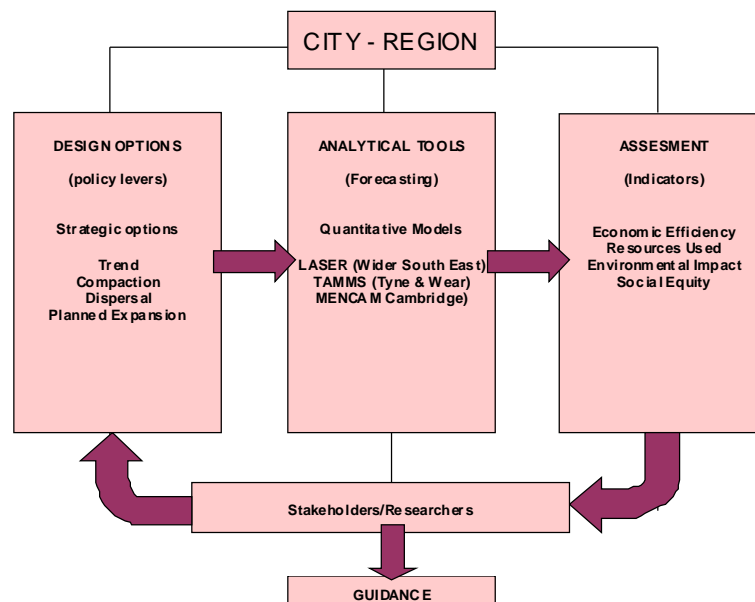 CITY - REGION
DESIGN OPTIONS
(policy levers)
Strategic options
Trend
Compaction
Dispersal
Planned Expansion
ANALYTICAL TOOLS
(Forecasting)
Quantitative Models
LASER (Wider South East)
TAMMS (Tyne & Wear)
MENCAM Cambridge)
ASSESMENT
(Indicators)
Economic Efficiency
Resources Used
Environmental Impact
Social Equity
Stakeholders/Researchers
GUIDANCE